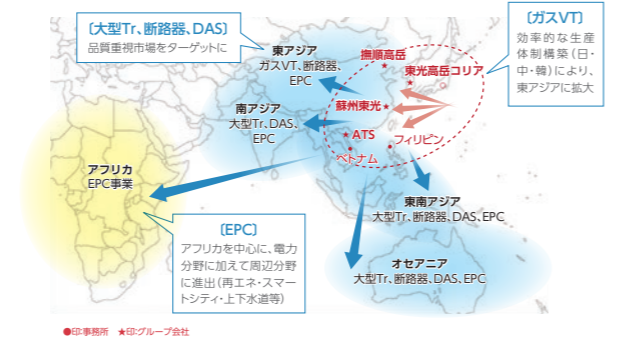 〔大型Tr、断路器、DAS〕
品質重視市場をターゲットに
〔ガスVT〕
効率的な生産
体制構築（日・
中・韓）により、
東アジアに拡大
東アジア
ガスVT、断路器、
EPC
撫順高岳
★
東光高岳コリア
★
蘇州東光★
南アジア
大型Tr、DAS、
EPC
★ATS
●
ベトナム
●
フィリピン
アフリカ
EPC事業
東南アジア
大型Tr、断路器、DAS、EPC
〔EPC〕
アフリカを中心に、電力
分野に加えて周辺分野
に進出（再エネ・スマー
トシティ・上下水道等）
オセアニア
大型Tr、断路器、DAS、EPC
●印:事務所　★印:グループ会社